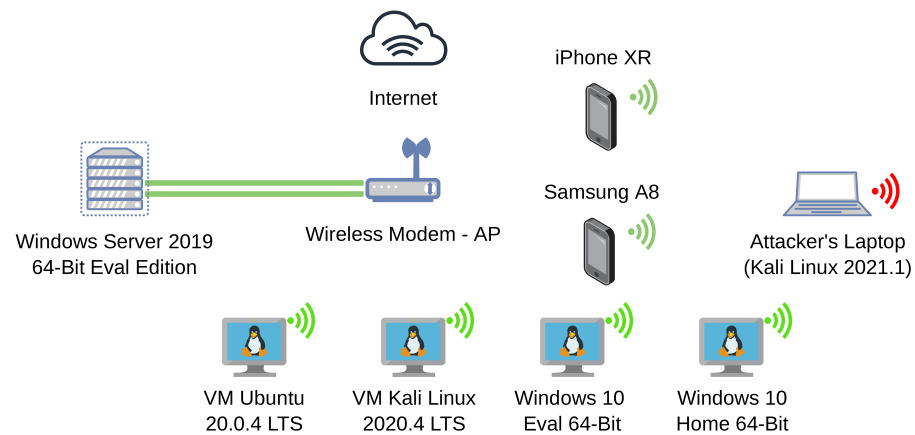 iPhone XR
Internet
Samsung A8
Windows Server 2019
64-Bit Eval Edition
Wireless Modem - AP
Attacker's Laptop
(Kali Linux 2021.1)
VM Ubuntu
20.0.4 LTS
VM Kali Linux
2020.4 LTS
Windows 10
Eval 64-Bit
Windows 10
Home 64-Bit